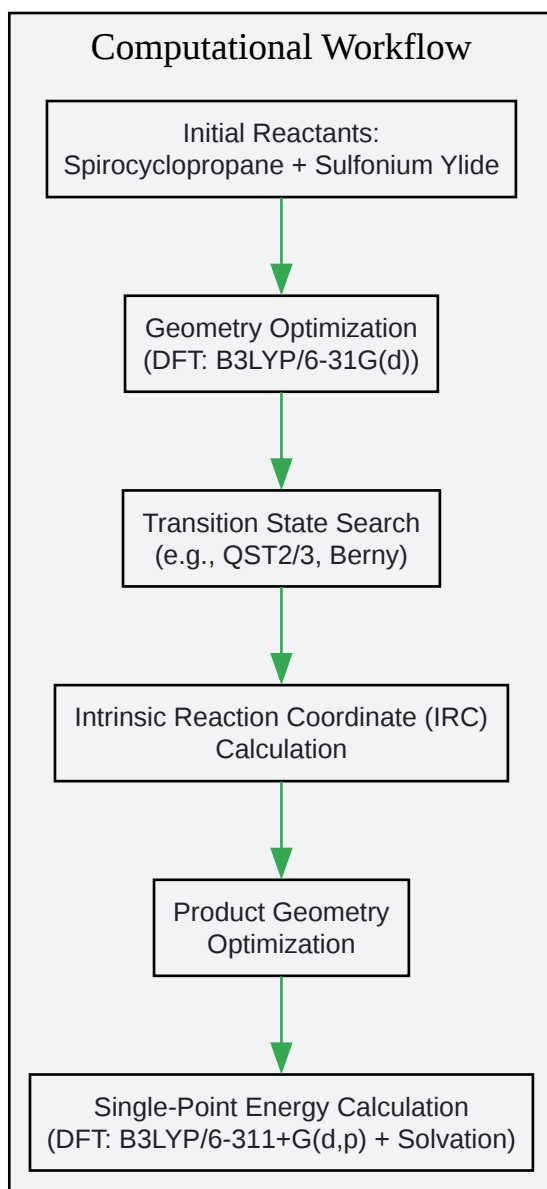 Computational Workflow
Initial Reactants:
Spirocyclopropane + Sulfonium Ylide
Geometry Optimization
(DFT: B3LYP/6-31G(d))
Transition State Search
(e.g., QST2/3, Berny)
Intrinsic Reaction Coordinate (IRC)
Calculation
Product Geometry
Optimization
Single-Point Energy Calculation
(DFT: B3LYP/6-311+G(d,p) + Solvation)